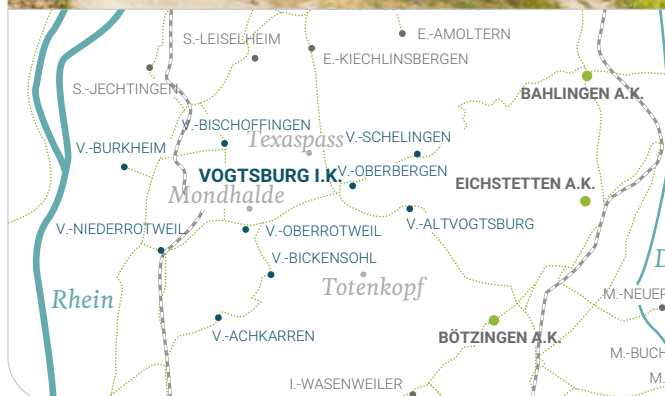 E.-AMOLTERN
S.-LEISELHEIM
E.-KIECHLINSBERGEN
S.-JECHTINGEN
BAHLINGEN A.K.
V.-BISCHOFFINGEN
Texaspass
V.-SCHELINGEN
V.-BURKHEIM
VOGTSBURG I.K.
V.-OBERBERGEN
EICHSTETTEN A.K.
Mondhalde
V.-NIEDERROTWEIL
V.-OBERROTWEIL
V.-ALTVOGTSBURG
V.-BICKENSOHL
D
Totenkopf
Rhein
M.-NEUER
V.-ACHKARREN
BÖTZINGEN A.K.
M.-BUCH
M.
I.-WASENWEILER